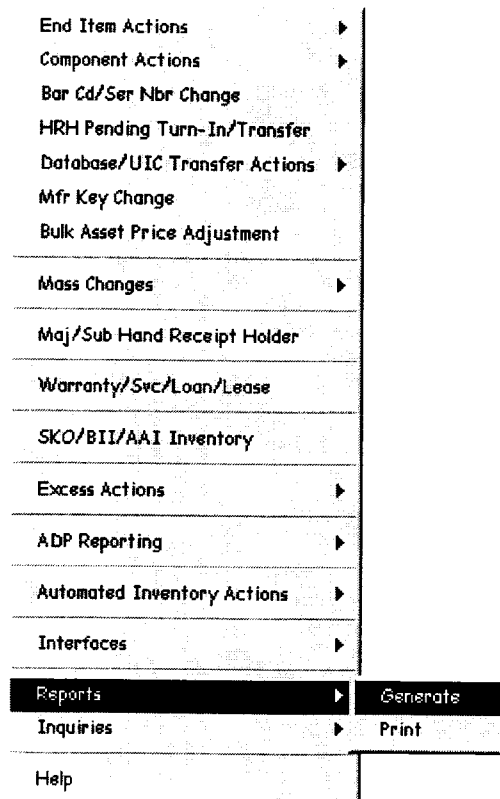 End Item Actions
Component Actions
Bar Cd/Ser Nbr Change
HRH Pending Turn-In/Transfer
Database/UIC Transfer Actions
Mfr Key Change
Bulk Asset Price Adjustment
Mass Changes
Maj/Sub Hand Receipt Holder
Warranty/Svc/Loan/Lease
SKO/BII/AAI Inventory
Excess Actions
ADP Reporting
Automated Inventory Actions
Interfaces
Reports
Generate
Inquiries
Print
Help